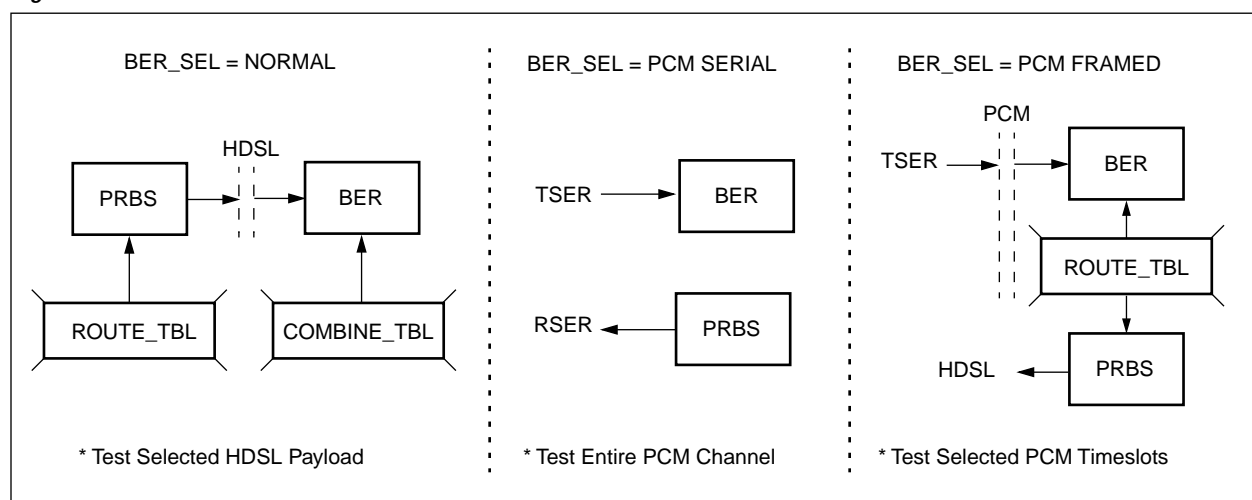 BER_SEL = NORMAL
HDSL
PRBS
BER
ROUTE_TBL
COMBINE_TBL
* Test Selected HDSL Payload
BER_SEL = PCM SERIAL
TSER
BER
RSER
PRBS
* Test Entire PCM Channel
BER_SEL = PCM FRAMED
PCM
TSER
BER
ROUTE_TBL
HDSL
PRBS
* Test Selected PCM Timeslots